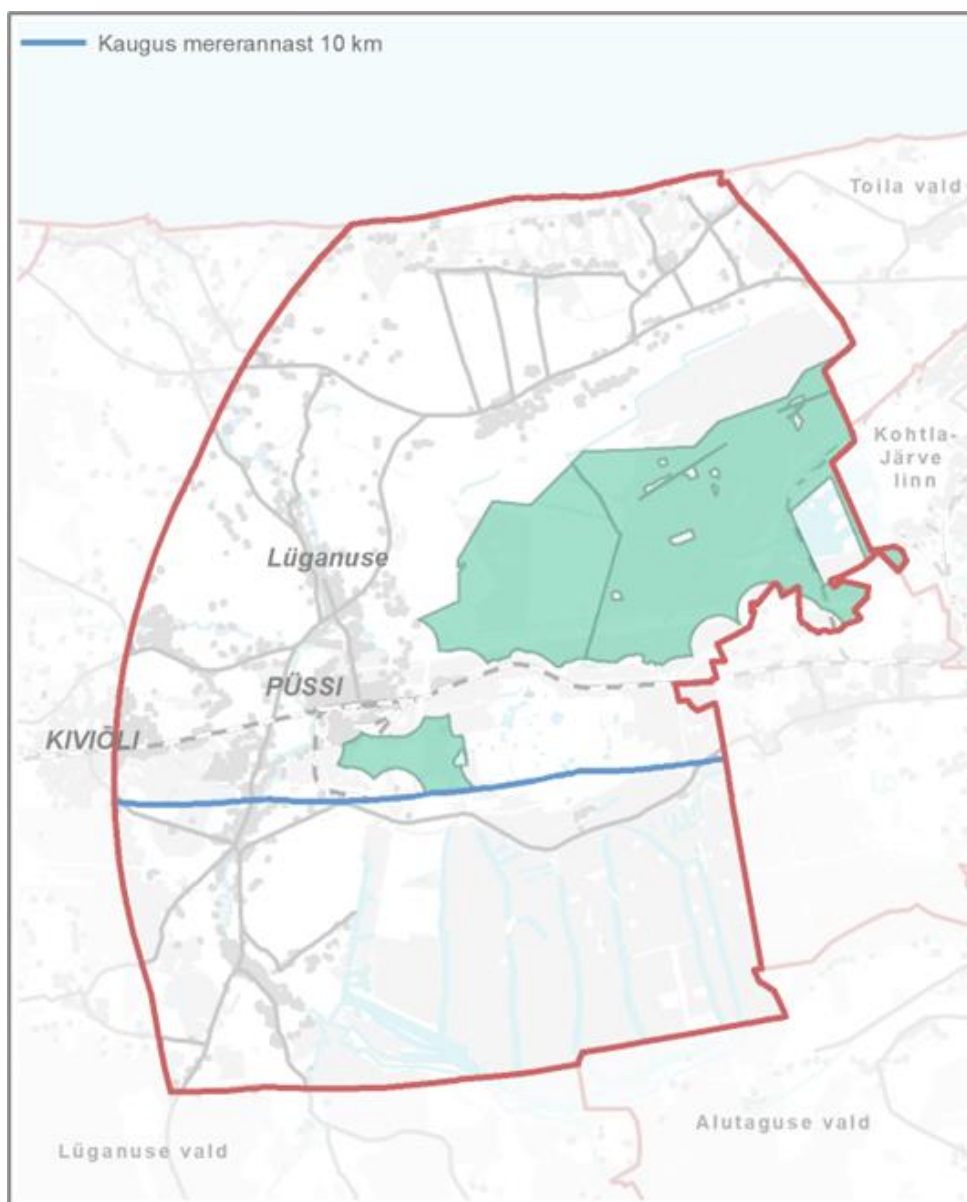 Kaugus mererannast 10 km
Toila vald
Kohtla-
Järve
linn
Lüganuse
PÜSSI
KIVIÕLI
Alutaguse vald
Lüganuse vald